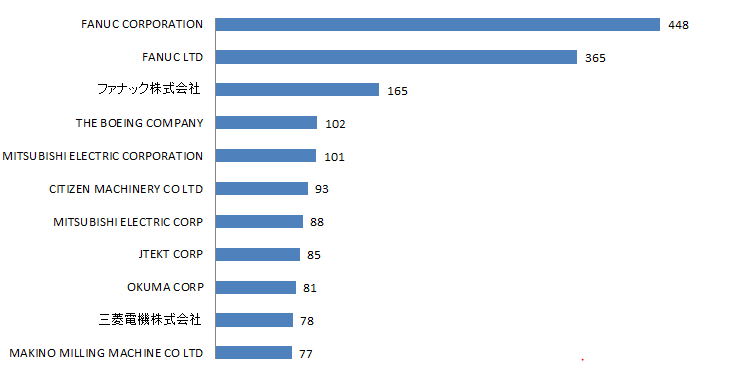 FANUC CORPORATION 448
FANUC LTD 365
ファナック株式会社 165
THE BOEING COMPANY 102
MITSUBISHI ELECTRIC CORPORATION 101
CITIZEN MACHINERY CO LTD 93
MITSUBISHI ELECTRIC CORP 88
JTEKT CORP 85
OKUMA CORP 81
三菱電機株式会社 78
MAKINO MILLING MACHINE CO LTD 77